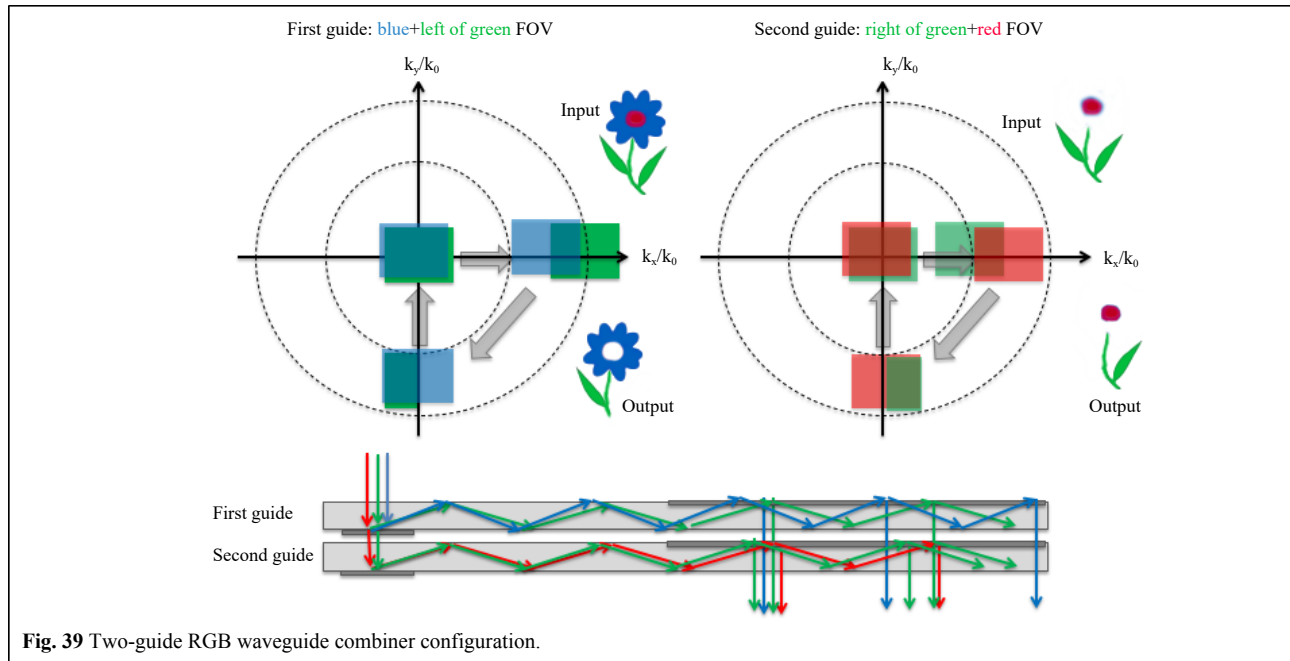 First guide: blue+left of green FOV
Second guide: right of green+red FOV
k_y/k_0
k_y/k_0
Input
Input
k_x/k_0
k_x/k_0
Output
Output
First guide
Second guide
Fig. 39 Two-guide RGB waveguide combiner configuration.